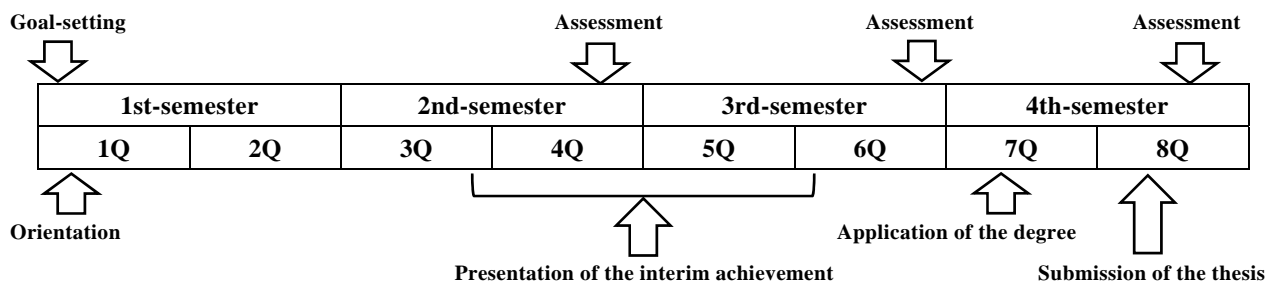 Goal-setting Assessment Assessment Assessment
1st-semester 2nd-semester 3rd-semester 4th-semester
1Q 2Q 3Q 4Q 5Q 6Q 7Q 8Q
Orientation Application of the degree
Presentation of the interim achievement Submission of the thesis